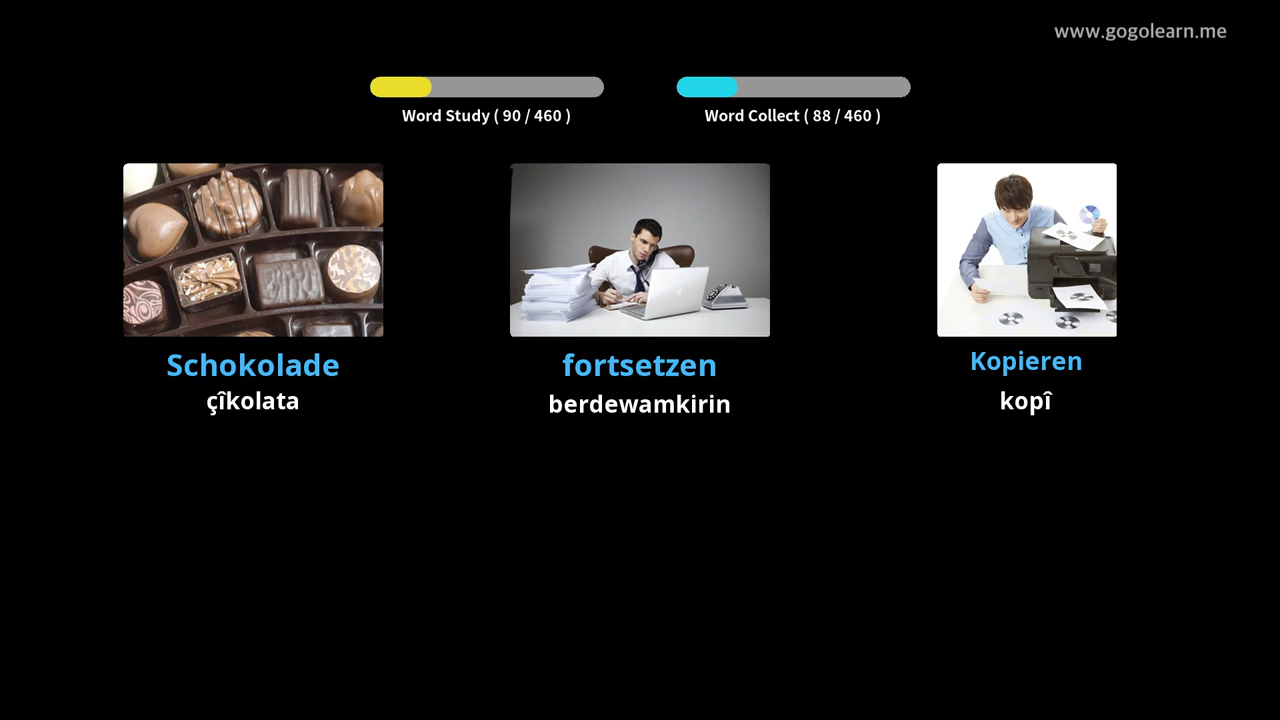 www.gogolearn.me
Word Study ( 90 / 460 )
Word Collect ( 88 / 460 )
Schokolade
fortsetzen
Kopieren
çîkolata
berdewamkirin
kopî